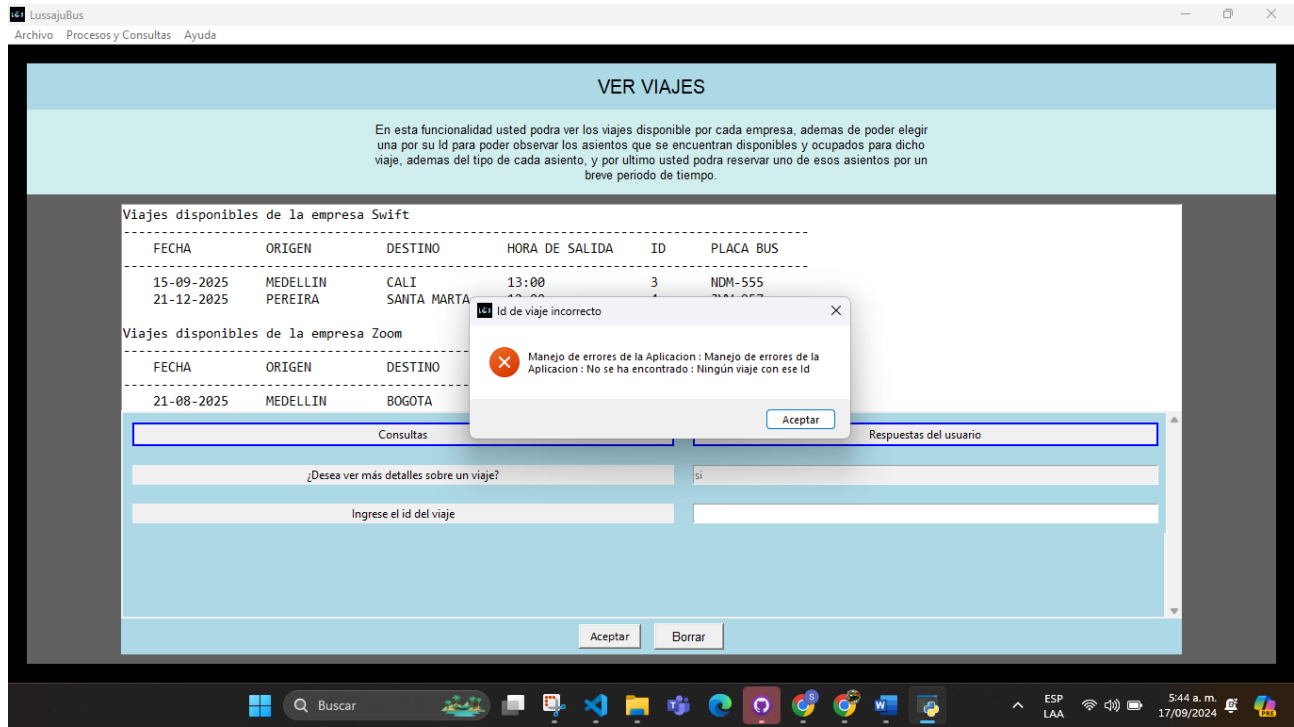 LussajuBus
Archivo Procesos y Consultas Ayuda
VER VIAJES
En esta funcionalidad usted podra ver los viajes disponible por cada empresa, ademas de poder elegir
una por su Id para poder observar los asientos que se encuentran disponibles y ocupados para dicho
viaje, ademas del tipo de cada asiento, y por ultimo usted podra reservar uno de esos asientos por un
breve periodo de tiempo.
Viajes disponibles de la empresa Swift
FECHA ORIGEN DESTINO HORA DE SALIDA ID PLACA BUS
15-09-2025 MEDELLIN CALI 13:00 3 NDM-555
21-12-2025 PEREIRA SANTA MARTA
Viajes disponibles de la empresa Zoom
FECHA ORIGEN DESTINO
21-08-2025 MEDELLIN BOGOTA
Id de viaje incorrecto
Manejo de errores de la Aplicacion : Manejo de errores de la
Aplicacion : No se ha encontrado : Ningún viaje con ese Id
Aceptar
Consultas Respuestas del usuario
¿Desea ver más detalles sobre un viaje? si
Ingrese el id del viaje
Aceptar Borrar
Buscar
ESP
LAA
5:44 a. m.
17/09/2024
PRE